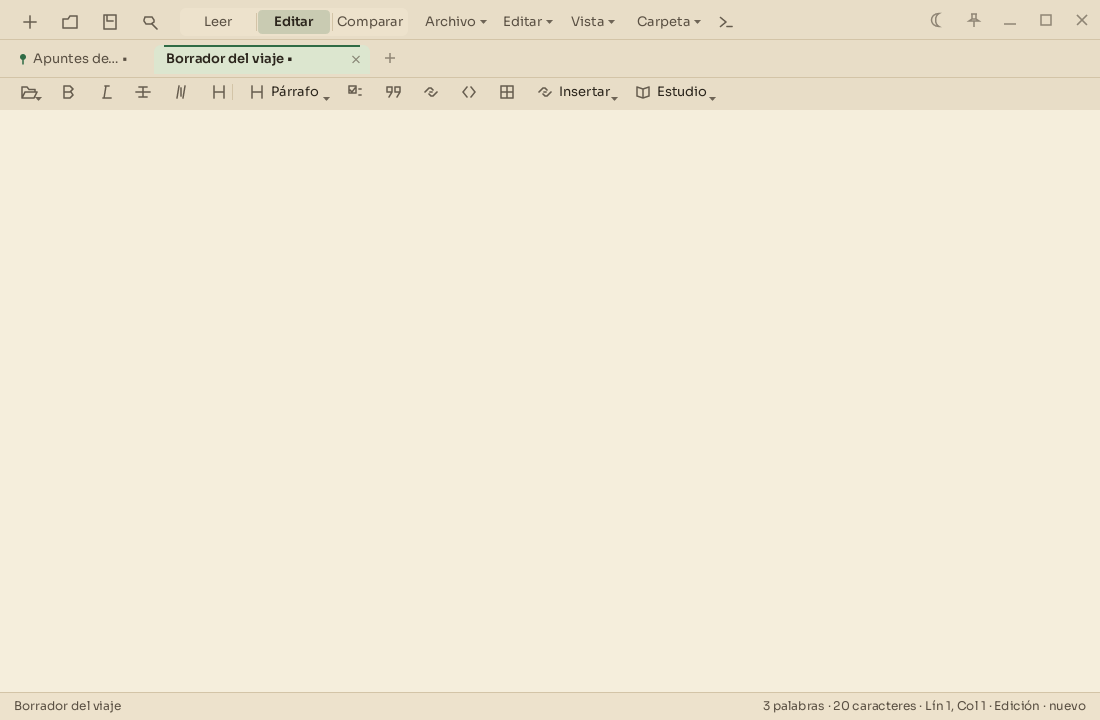 Leer Editar Comparar Archivo Editar Vista Carpeta
Apuntes de... • Borrador del viaje •
Párrafo Insertar Estudio
Borrador del viaje 3 palabras · 20 caracteres · Lín 1, Col 1 · Edición · nuevo